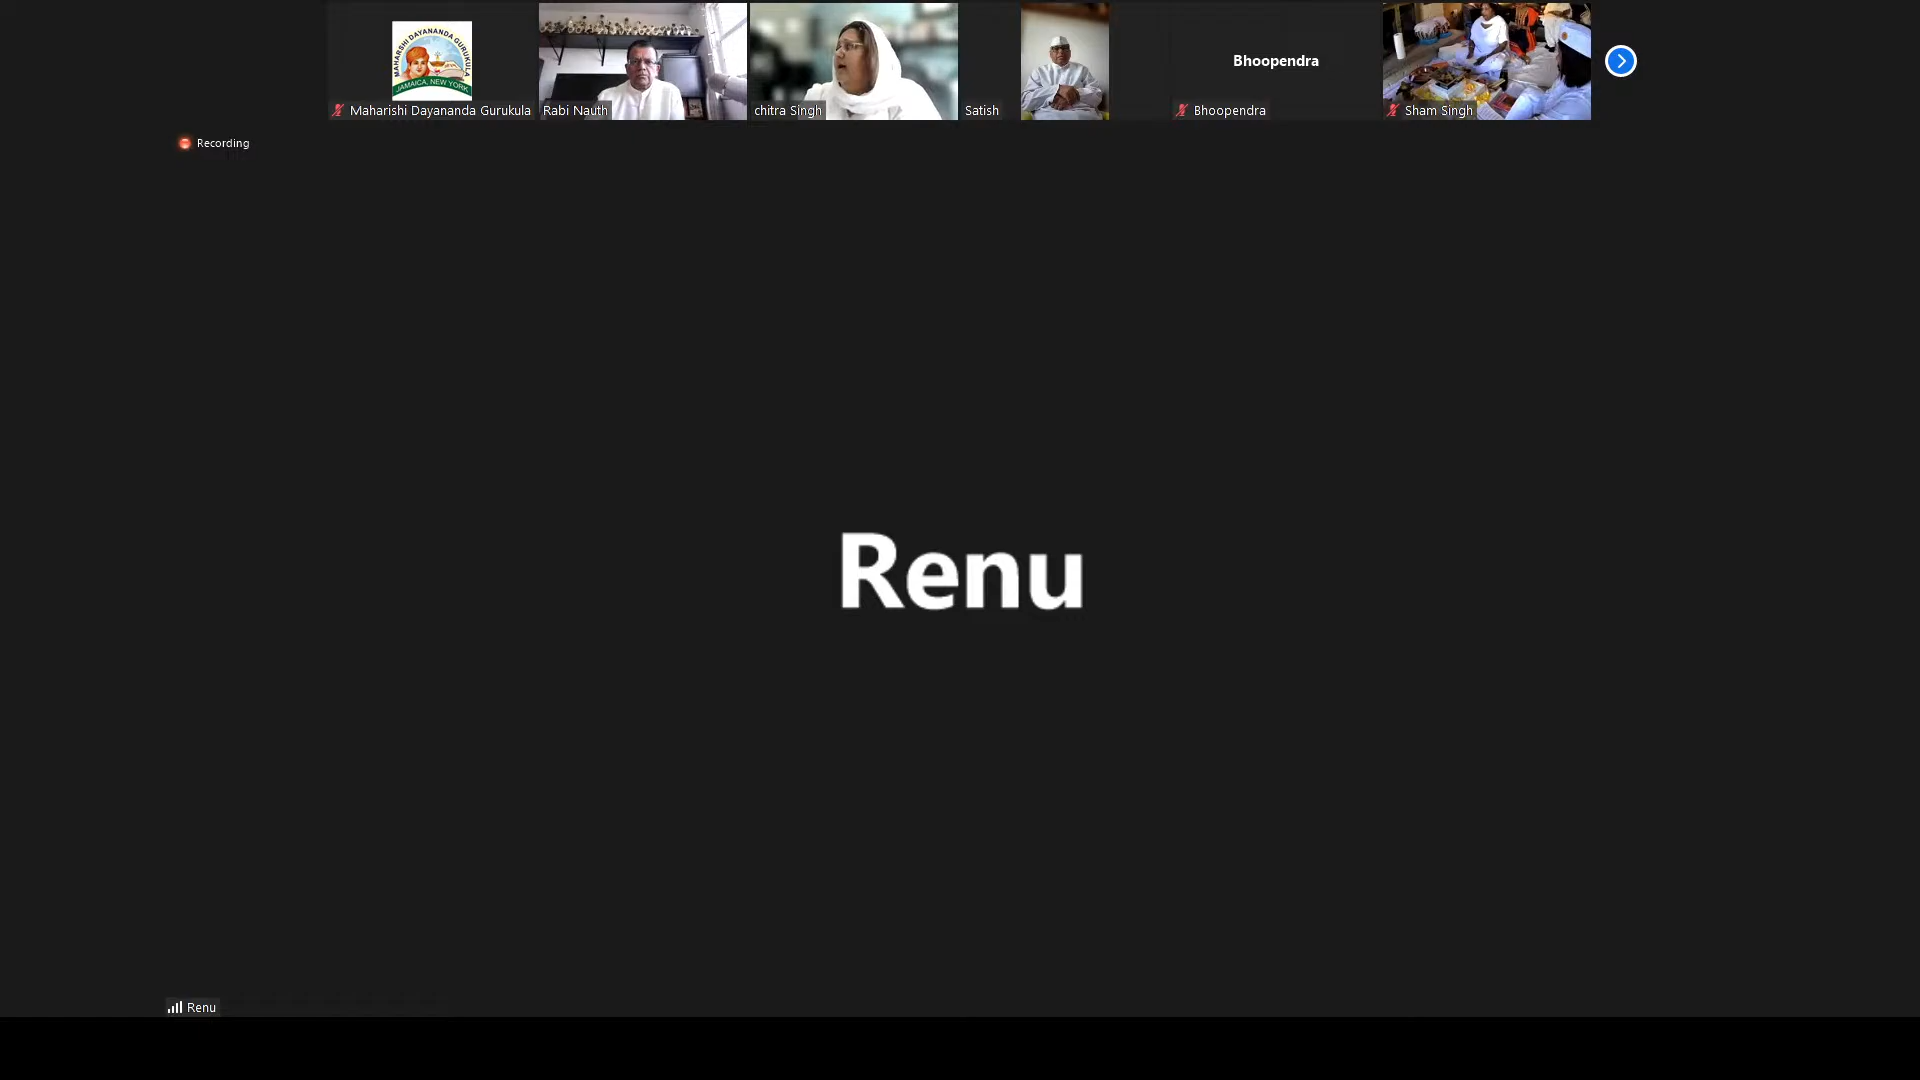 MAHARSHI DAYANANDA GURUKULA
JAMAICA, NEW YORK
Maharishi Dayananda Gurukula
Rabi Nauth
chitra Singh
Satish
Bhoopendra
Bhoopendra
Sham Singh
Recording
Renu
Renu